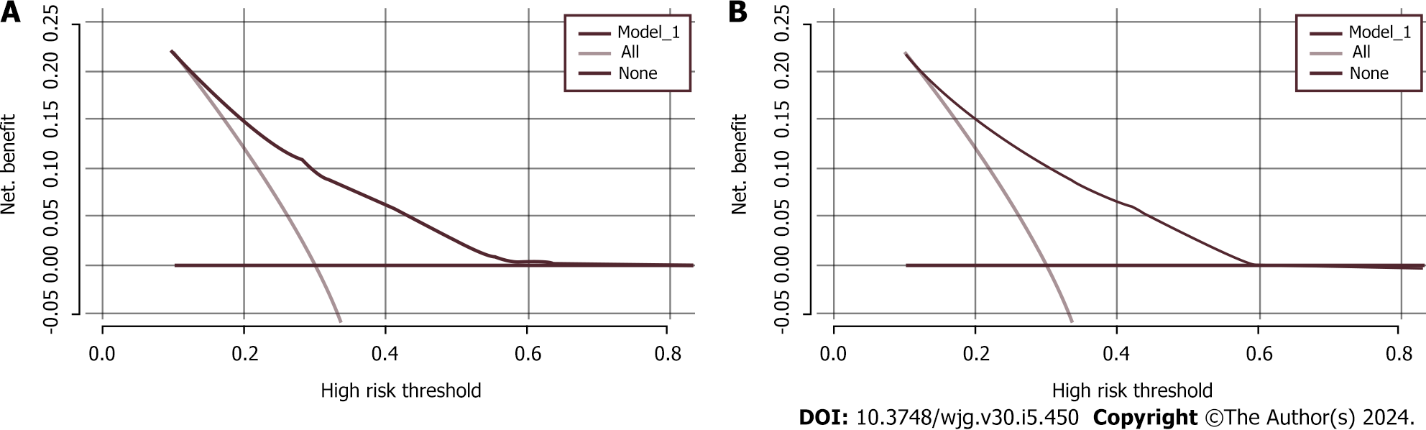 A
Net. benefit
0.25
0.20
0.15
0.10
0.05
0.00
-0.05
Model_1
All
None
0.0 0.2 0.4 0.6 0.8
High risk threshold
B
Net. benefit
0.25
0.20
0.15
0.10
0.05
0.00
-0.05
Model_1
All
None
0.0 0.2 0.4 0.6 0.8
High risk threshold
DOI: 10.3748/wjg.v30.i5.450 Copyright ©The Author(s) 2024.